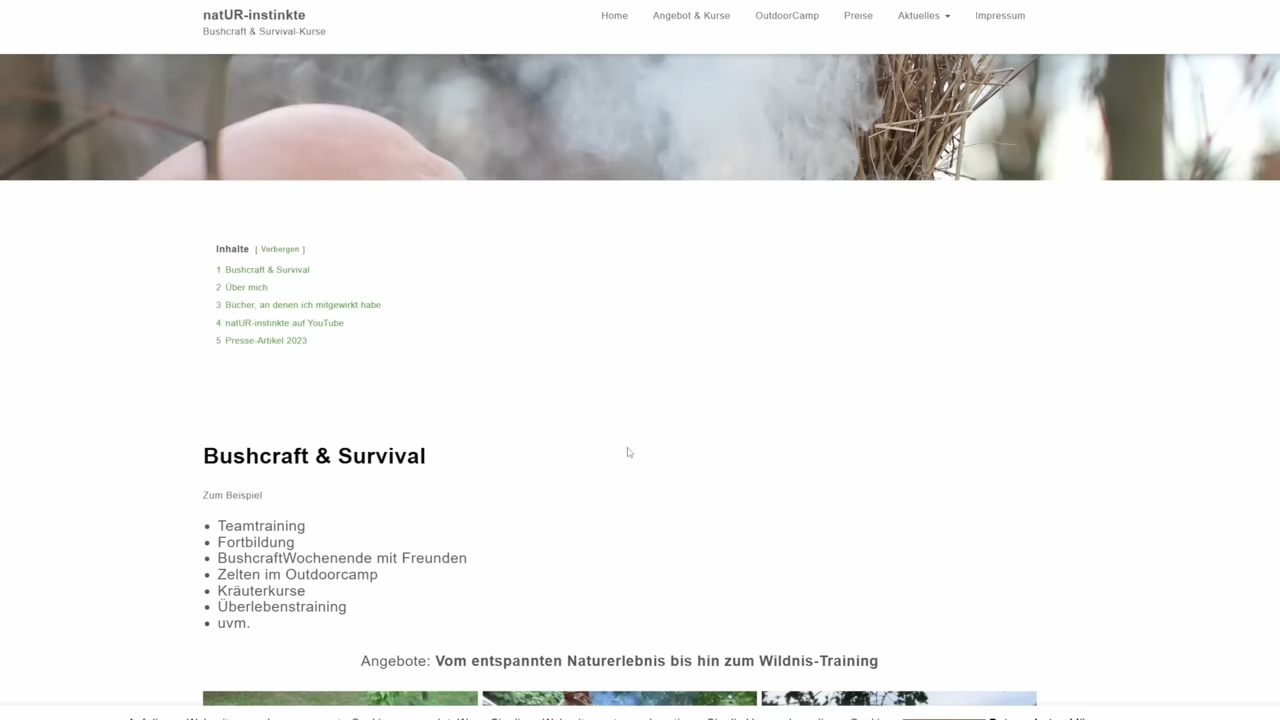 natUR-instinkte
Bushcraft & Survival-Kurse
Home Angebot & Kurse OutdoorCamp Preise Aktuelles Impressum
Inhalte [ Verbergen ]
1 Bushcraft & Survival
2 Über mich
3 Bücher, an denen ich mitgewirkt habe
4 natUR-instinkte auf YouTube
5 Presse-Artikel 2023
Bushcraft & Survival
Zum Beispiel
• Teamtraining
• Fortbildung
• BushcraftWochenende mit Freunden
• Zelten im Outdoorcamp
• Kräuterkurse
• Überlebenstraining
• uvm.
Angebote: Vom entspannten Naturerlebnis bis hin zum Wildnis-Training